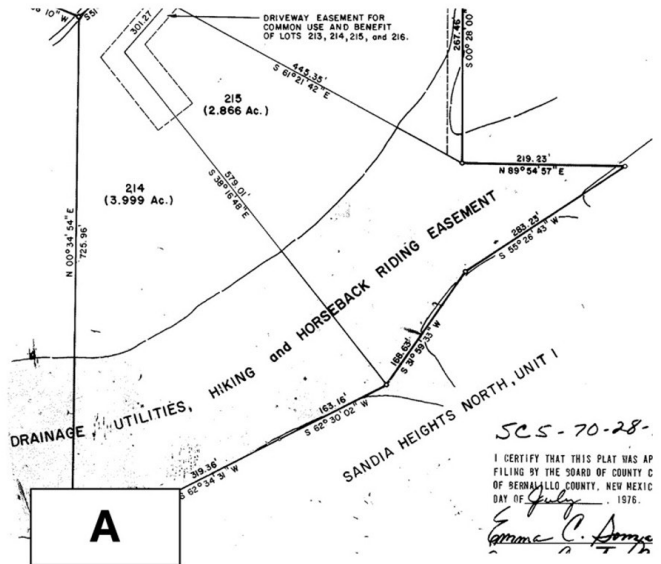 10" W
301.27
DRIVEWAY EASEMENT FOR
COMMON USE AND BENEFIT
OF LOTS 213, 214, 215, and 216.
267.46
S 00° 28' 00"
445.35'
S 61° 21' 42" E
215
(2.866 Ac.)
219.23'
N 89° 54' 57" E
214
(3.999 Ac.)
579.01'
S 38° 16' 48" E
N 00° 34' 54" E
725.96'
283.23'
S 55° 26' 43" W
168.63'
S 31° 59' 33" W
DRAINAGE UTILITIES, HIKING and HORSEBACK RIDING EASEMENT
163.16'
S 62° 30' 02" W
319.36'
S 62° 34' 31" W
SANDIA HEIGHTS NORTH, UNIT 1
SCS-70-28-
I CERTIFY THAT THIS PLAT WAS AP
FILING BY THE BOARD OF COUNTY C
OF BERNALILLO COUNTY, NEW MEXIC
DAY OF July , 1976.
Emma C.
A